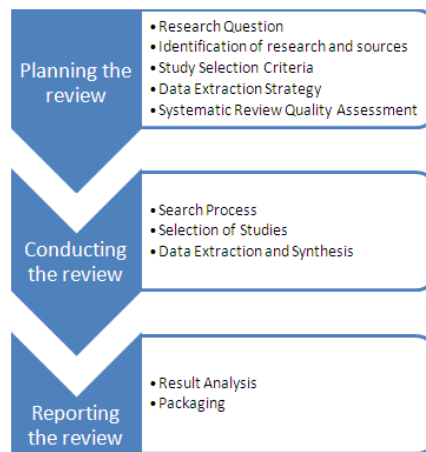 Planning the
review
• Research Question
• Identification of research and sources
• Study Selection Criteria
• Data Extraction Strategy
• Systematic Review Quality Assessment
Conducting
the review
• Search Process
• Selection of Studies
• Data Extraction and Synthesis
Reporting
the review
• Result Analysis
• Packaging